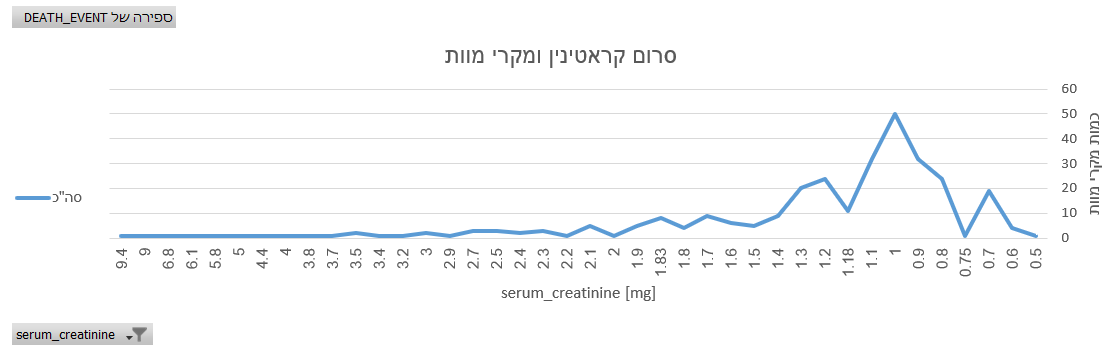 ספירה של DEATH_EVENT
סרום קראטינין ומקרי מוות
60
50
40
30
20
10
0
כמות מקרי מוות
סה"כ
9.4 9 6.8 6.1 5.8 5 4.4 4 3.8 3.7 3.5 3.4 3.2 3 2.9 2.7 2.5 2.4 2.3 2.2 2.1 2 1.9 1.83 1.8 1.7 1.6 1.5 1.4 1.3 1.2 1.18 1.1 1 0.9 0.8 0.75 0.7 0.6 0.5
serum_creatinine [mg]
serum_creatinine